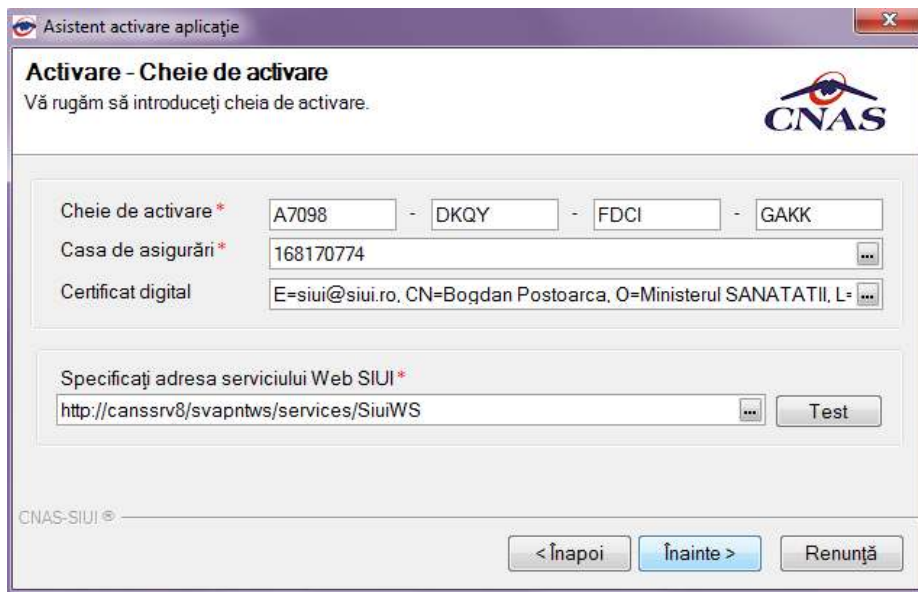 Asistent activare aplicaţie
Activare - Cheie de activare
Vă rugăm să introduceţi cheia de activare.
CNAS
Cheie de activare * A7098 - DKQY - FDCI - GAKK
Casa de asigurări * 168170774 ...
Certificat digital E=siui@siui.ro, CN=Bogdan Postoarca, O=Ministerul SANATATII, L= ...
Specificaţi adresa serviciului Web SIUI *
http://canssrv8/svapntws/services/SiuiWS ... Test
CNAS-SIUI ®
< Înapoi Înainte > Renunţă